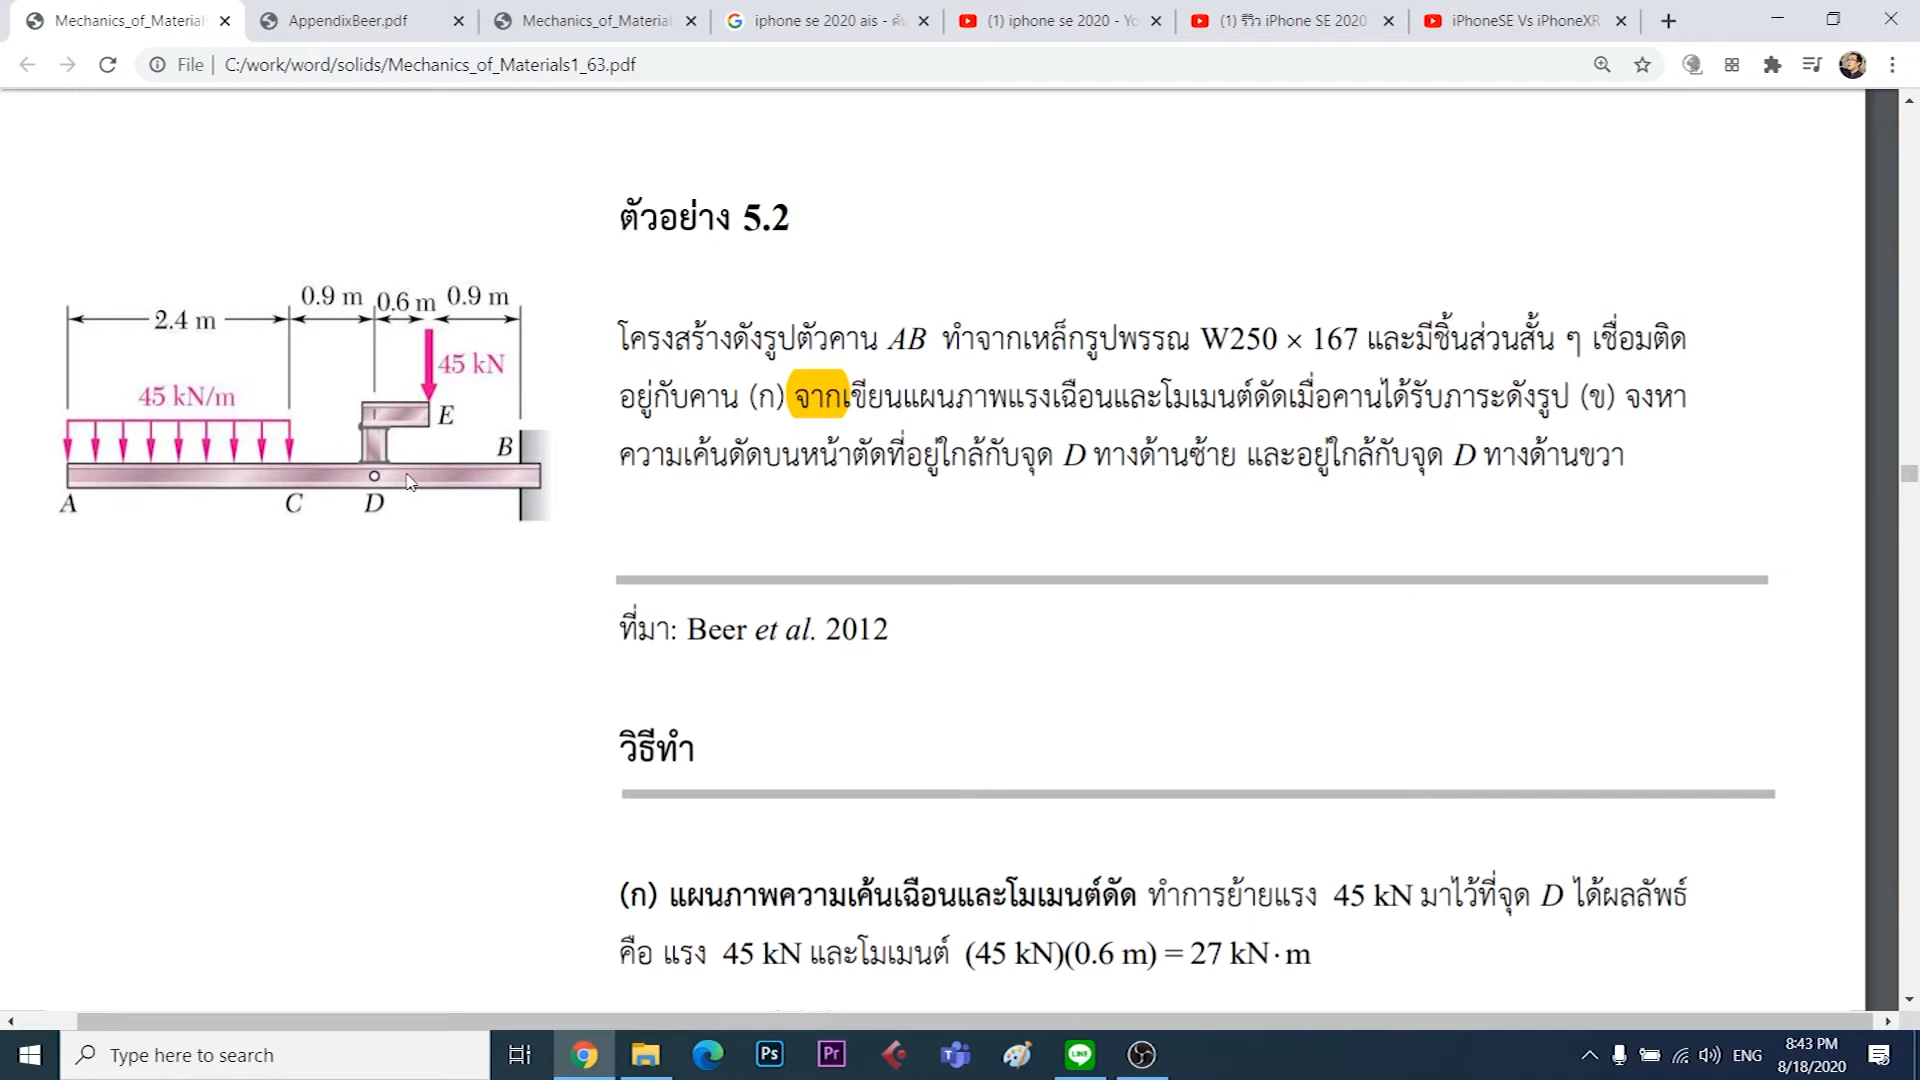 Mechanics_of_Material
AppendixBeer.pdf
Mechanics_of_Materia
iphone se 2020 ais - ค้น
(1) iphone se 2020 - Yo
(1) รีวิว iPhone SE 2020
iPhoneSE Vs iPhoneXR
File
C:/work/word/solids/Mechanics_of_Materials1_63.pdf
ตัวอย่าง 5.2
0.9 m
0.6 m
0.9 m
2.4 m
45 kN
45 kN/m
E
B
A
C
D
โครงสร้างดังรูปตัวคาน AB ทำจากเหล็กรูปพรรณ W250 × 167 และมีชิ้นส่วนสั้น ๆ เชื่อมติด
อยู่กับคาน (ก) จากเขียนแผนภาพแรงเฉือนและโมเมนต์ดัดเมื่อคานได้รับภาระดังรูป (ข) จงหา
ความเค้นดัดบนหน้าตัดที่อยู่ใกล้กับจุด D ทางด้านซ้าย และอยู่ใกล้กับจุด D ทางด้านขวา
ที่มา: Beer et al. 2012
วิธีทำ
(ก) แผนภาพความเค้นเฉือนและโมเมนต์ดัด ทำการย้ายแรง 45 kN มาไว้ที่จุด D ได้ผลลัพธ์
คือ แรง 45 kN และโมเมนต์ (45 kN)(0.6 m) = 27 kN·m
Type here to search
Ps
Pr
LINE
ENG
8:43 PM
8/18/2020